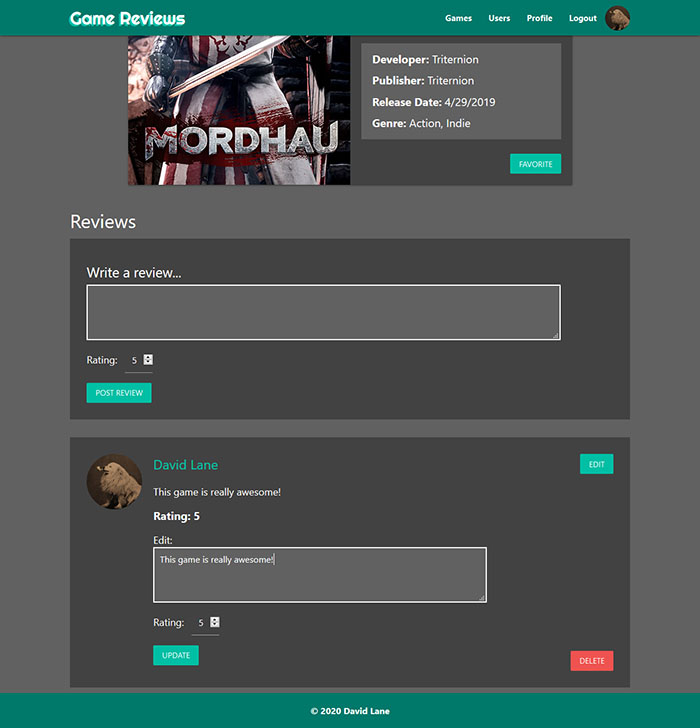 Game Reviews
Games Users Profile Logout
MORDHAU
Developer: Triternion
Publisher: Triternion
Release Date: 4/29/2019
Genre: Action, Indie
FAVORITE
Reviews
Write a review...
Rating: 5
POST REVIEW
David Lane
EDIT
This game is really awesome!
Rating: 5
Edit:
This game is really awesome!
Rating: 5
UPDATE
DELETE
© 2020 David Lane